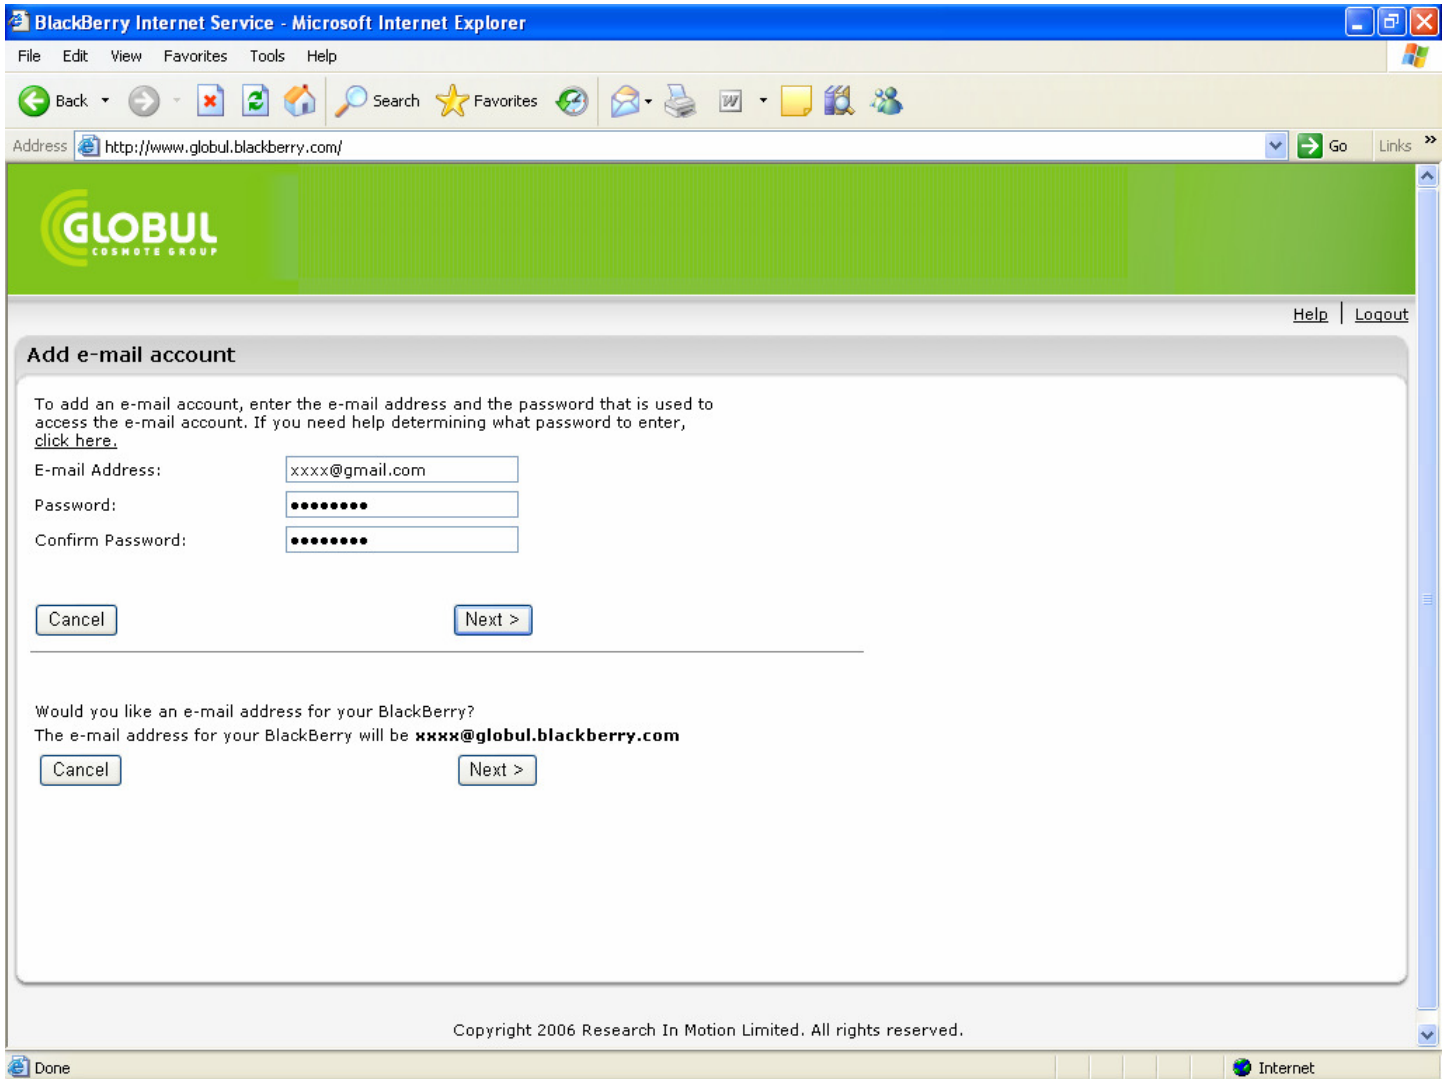 BlackBerry Internet Service - Microsoft Internet Explorer
File Edit View Favorites Tools Help
Back Search Favorites
Address http://www.globul.blackberry.com/ Go Links »
GLOBUL
COSMOTE GROUP
Help | Logout
Add e-mail account
To add an e-mail account, enter the e-mail address and the password that is used to
access the e-mail account. If you need help determining what password to enter,
click here.
E-mail Address: xxxx@gmail.com
Password: ••••••••
Confirm Password: ••••••••
Cancel Next >
Would you like an e-mail address for your BlackBerry?
The e-mail address for your BlackBerry will be xxxx@globul.blackberry.com
Cancel Next >
Copyright 2006 Research In Motion Limited. All rights reserved.
Done Internet